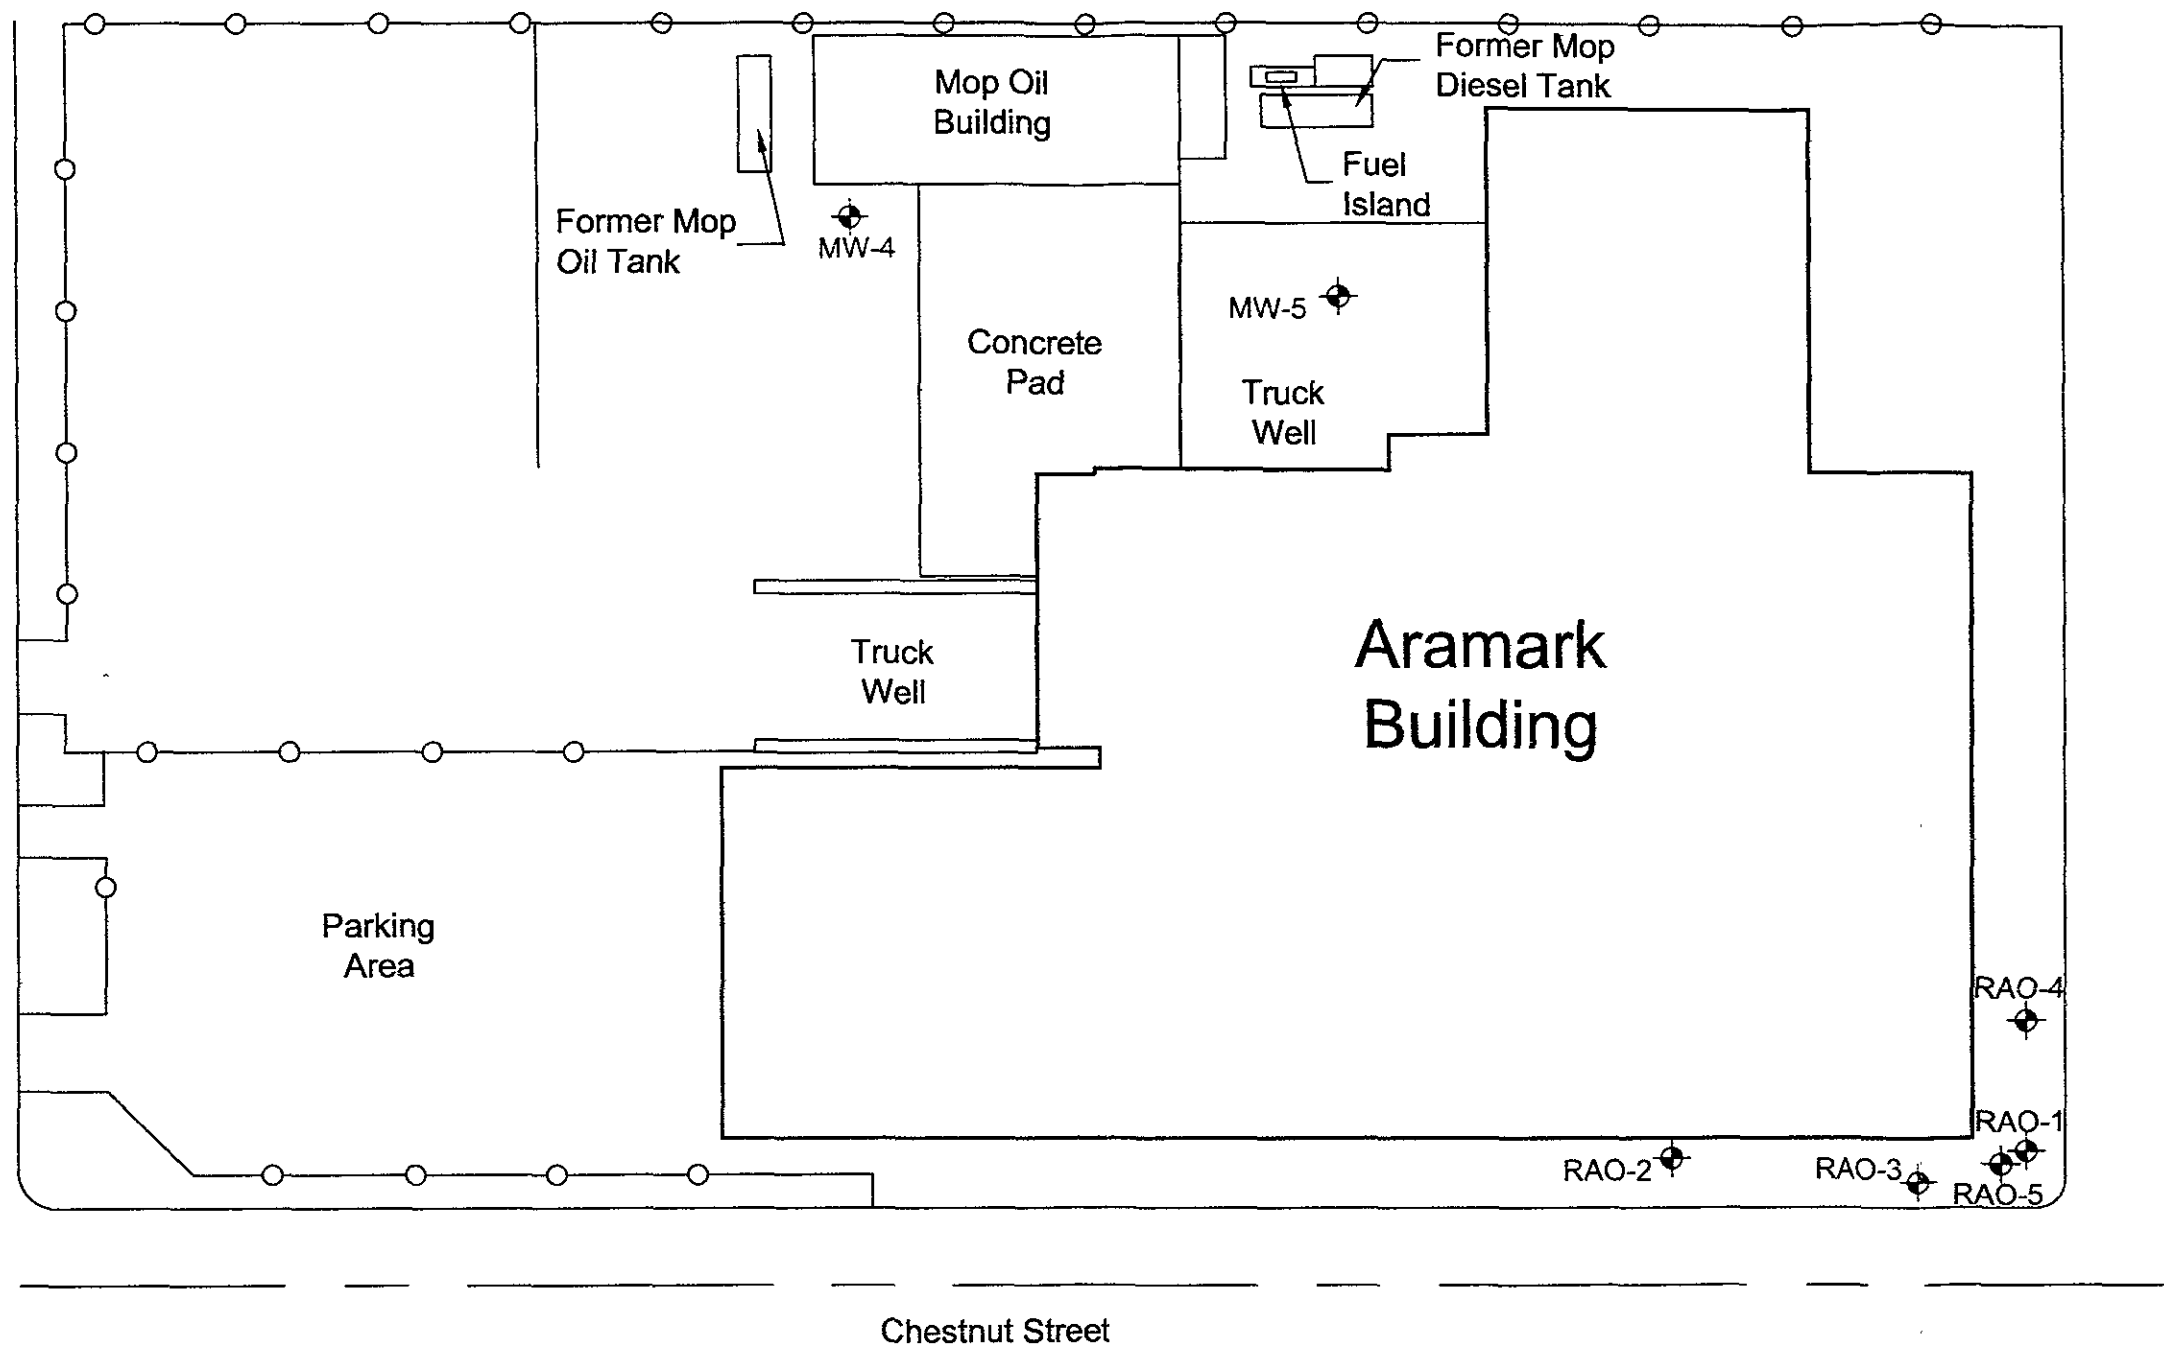 Former Mop
Diesel Tank
Mop Oil
Building
Fuel
Island
Former Mop
Oil Tank
MW-4
MW-5
Concrete
Pad
Truck
Well
Truck
Well
Aramark
Building
Parking
Area
RAO-4
RAO-1
RAO-2
RAO-3
RAO-5
Chestnut Street